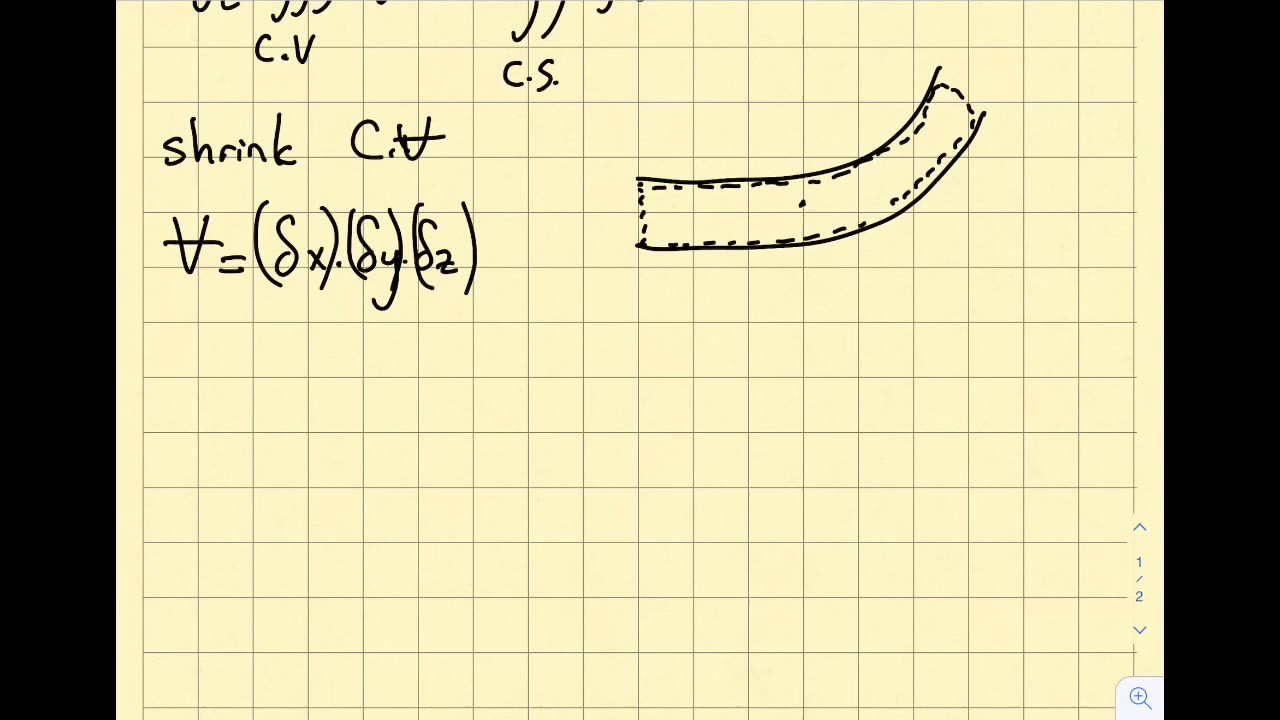 C.V
C.S.
shrink C.V̶
V̶ = (δx).(δy).(δz)
1
/
2